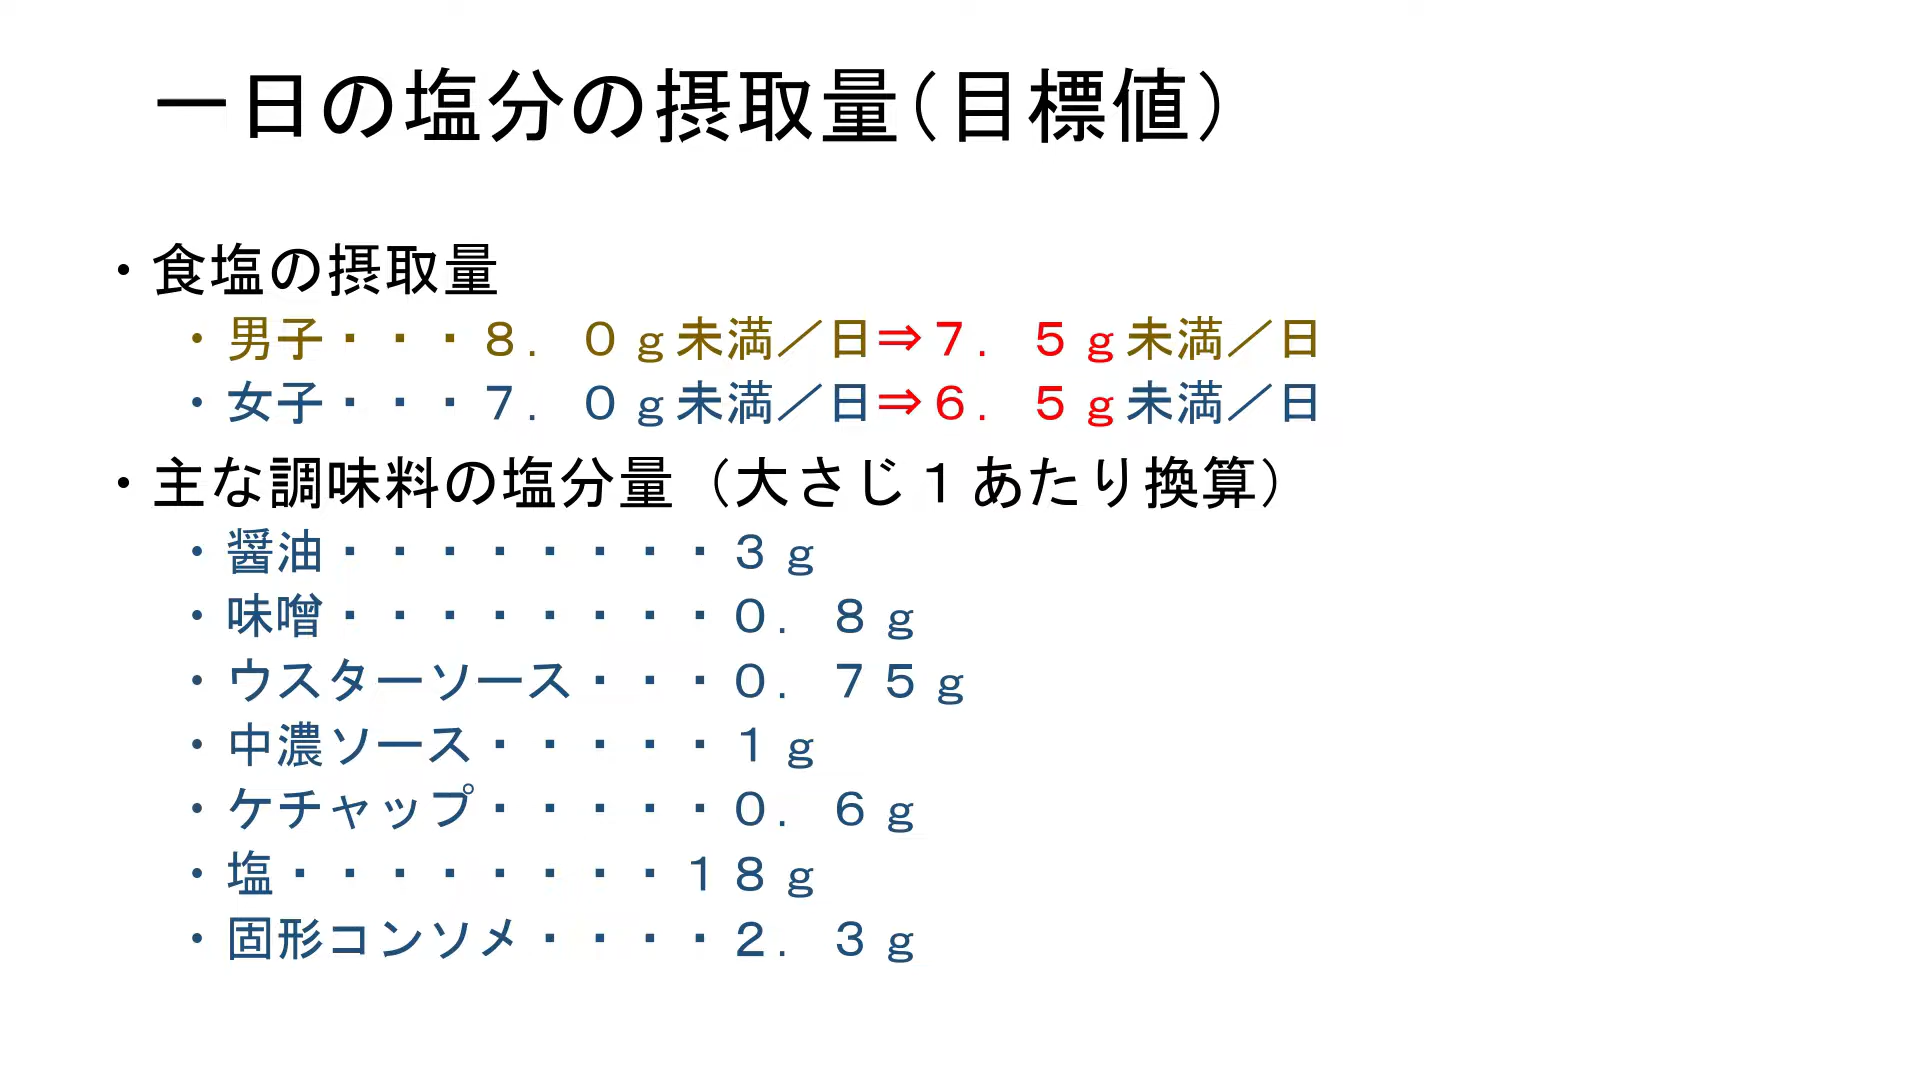 一日の塩分の摂取量（目標値）
・食塩の摂取量
・男子・・・８．０ｇ未満／日⇒７．５ｇ未満／日
・女子・・・７．０ｇ未満／日⇒６．５ｇ未満／日
・主な調味料の塩分量（大さじ１あたり換算）
・醤油・・・・・・・・３ｇ
・味噌・・・・・・・・０．８ｇ
・ウスターソース・・・０．７５ｇ
・中濃ソース・・・・・１ｇ
・ケチャップ・・・・・０．６ｇ
・塩・・・・・・・・１８ｇ
・固形コンソメ・・・・２．３ｇ